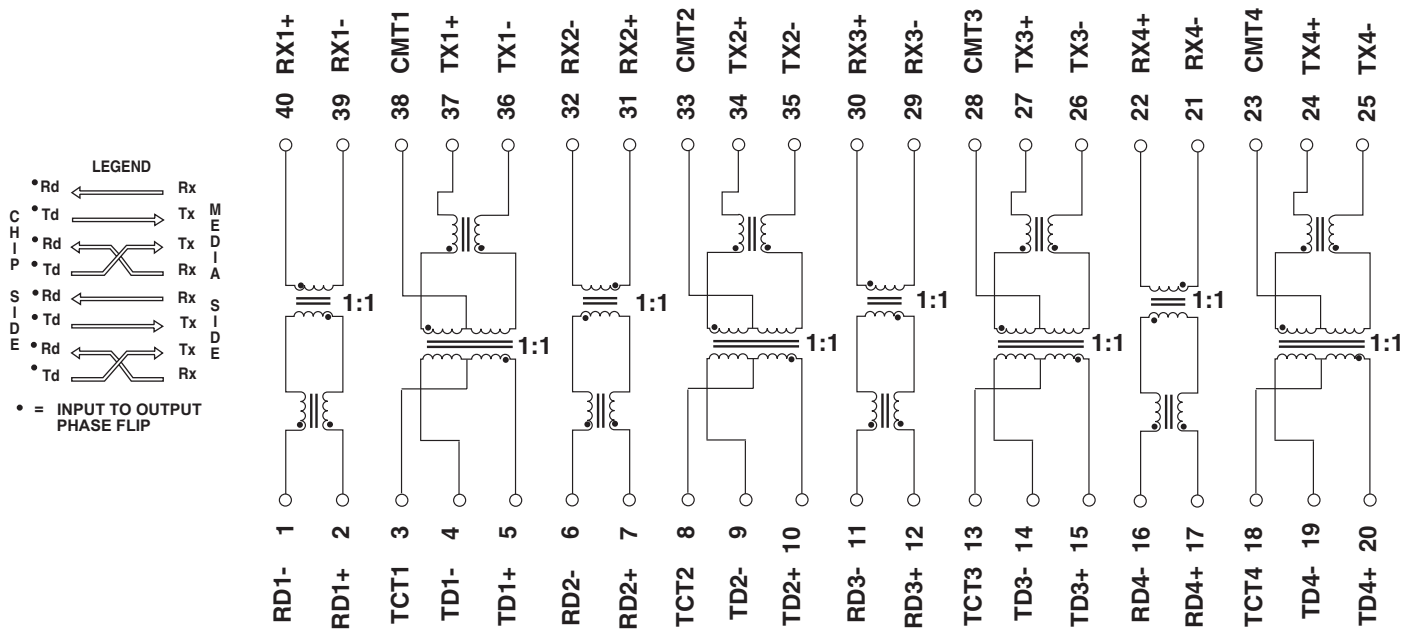 RX1+ RX1- CMT1 TX1+ TX1- RX2- RX2+ CMT2 TX2+ TX2- RX3+ RX3- CMT3 TX3+ TX3- RX4+ RX4- CMT4 TX4+ TX4-
40 39 38 37 36 32 31 33 34 35 30 29 28 27 26 22 21 23 24 25
LEGEND
• Rd Rx
• Td Tx
• Rd Tx
• Td Rx
• Rd Rx
• Td Tx
• Rd Tx
• Td Rx
CHIP SIDE
MEDIA SIDE
• = INPUT TO OUTPUT
PHASE FLIP
1:1 1:1 1:1 1:1 1:1 1:1 1:1 1:1
1 2 3 4 5 6 7 8 9 10 11 12 13 14 15 16 17 18 19 20
RD1- RD1+ TCT1 TD1- TD1+ RD2- RD2+ TCT2 TD2- TD2+ RD3- RD3+ TCT3 TD3- TD3+ RD4- RD4+ TCT4 TD4- TD4+